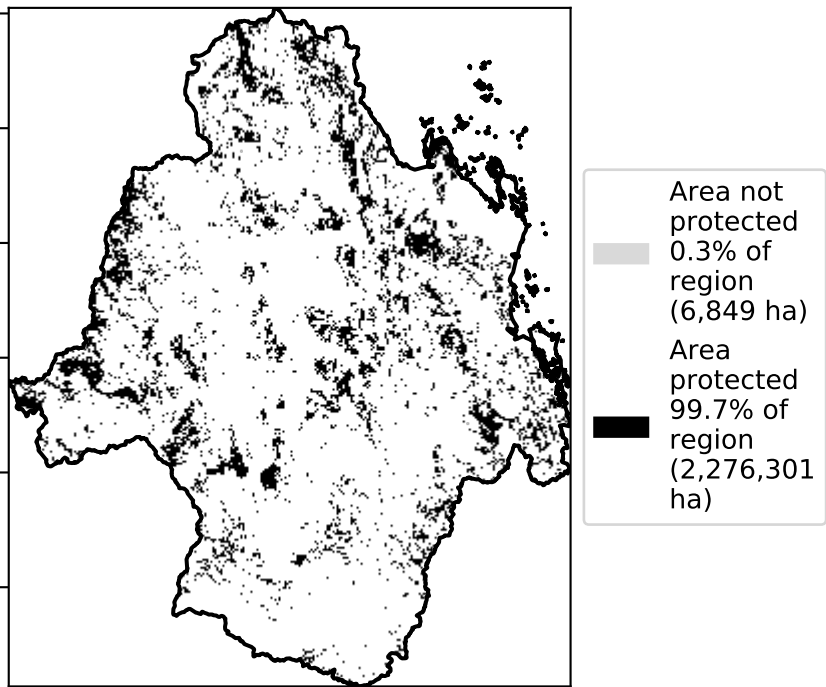 Area not
protected
0.3% of
region
(6,849 ha)
Area
protected
99.7% of
region
(2,276,301
ha)